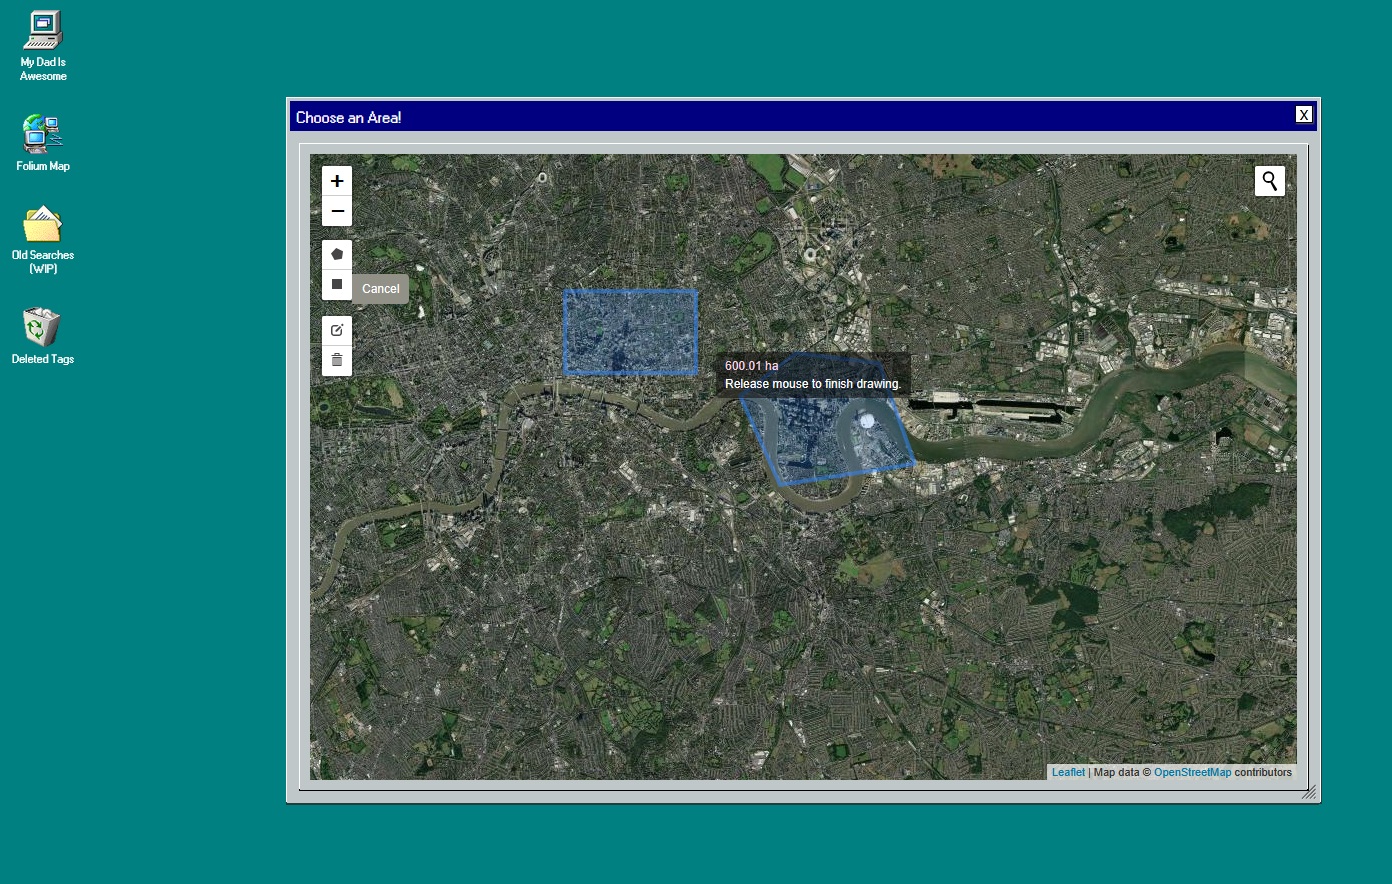 My Dad Is
Awesome
Folium Map
Old Searches
(WIP)
Deleted Tags
Choose an Area!
X
+
−
Cancel
600.01 ha
Release mouse to finish drawing.
Leaflet | Map data © OpenStreetMap contributors